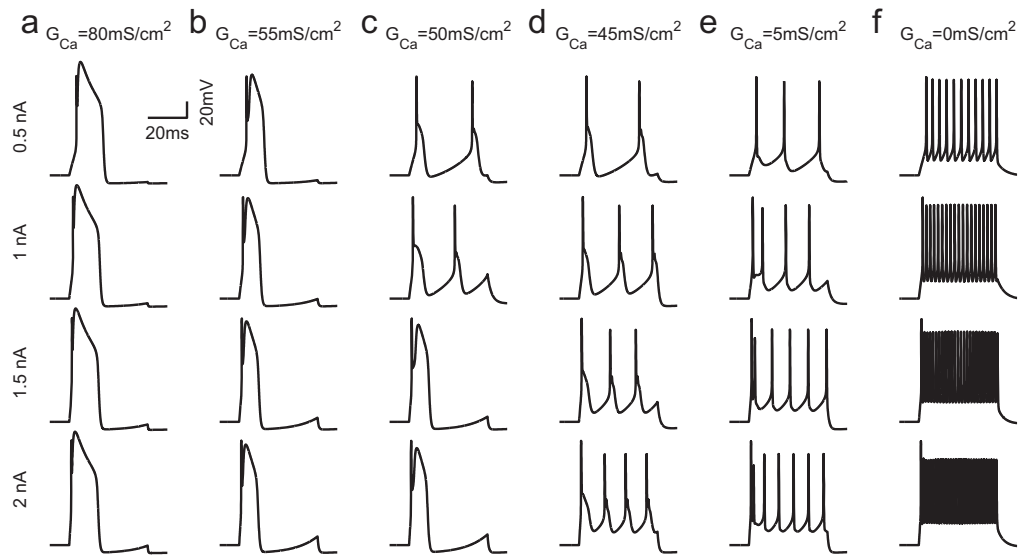 a b c d e f
G_Ca=80mS/cm² G_Ca=55mS/cm² G_Ca=50mS/cm² G_Ca=45mS/cm² G_Ca=5mS/cm² G_Ca=0mS/cm²
0.5 nA
20ms
20mV
1 nA
1.5 nA
2 nA